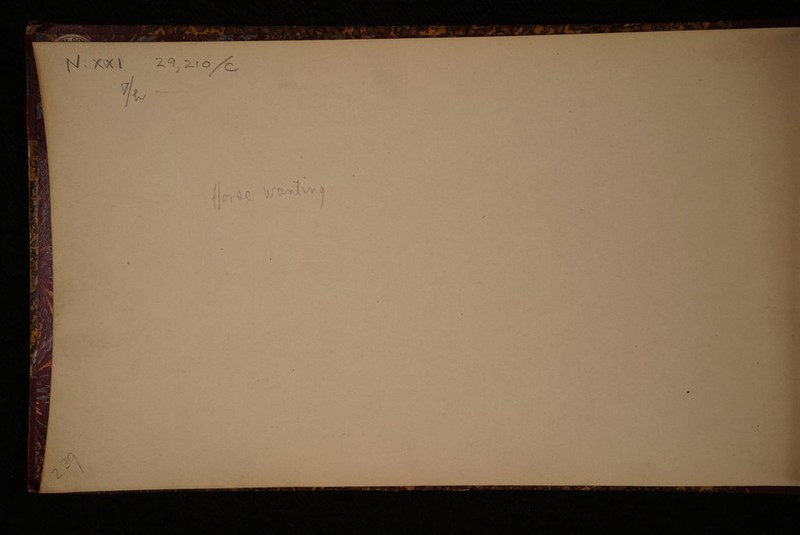 N. XXI 29,210/C
Horse wanting
239